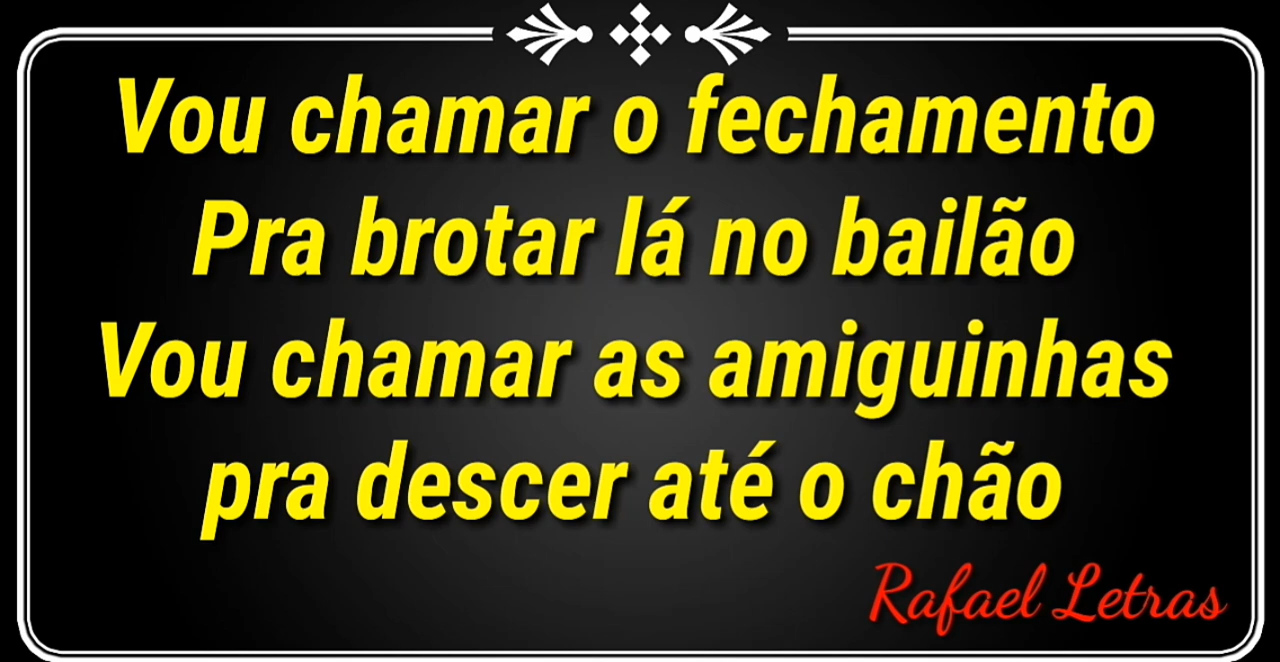 Vou chamar o fechamento
Pra brotar lá no bailão
Vou chamar as amiguinhas
pra descer até o chão
Rafael Letras